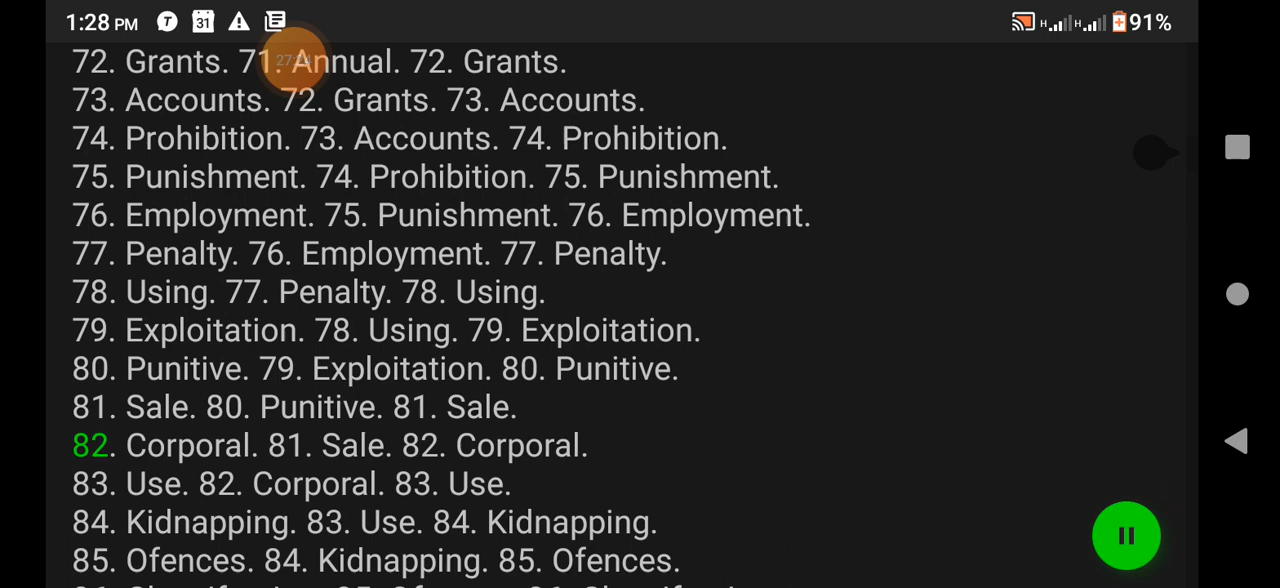 1:28 PM T 31 H H 91%
72. Grants. 71. Annual. 72. Grants.
73. Accounts. 72. Grants. 73. Accounts.
74. Prohibition. 73. Accounts. 74. Prohibition.
75. Punishment. 74. Prohibition. 75. Punishment.
76. Employment. 75. Punishment. 76. Employment.
77. Penalty. 76. Employment. 77. Penalty.
78. Using. 77. Penalty. 78. Using.
79. Exploitation. 78. Using. 79. Exploitation.
80. Punitive. 79. Exploitation. 80. Punitive.
81. Sale. 80. Punitive. 81. Sale.
82. Corporal. 81. Sale. 82. Corporal.
83. Use. 82. Corporal. 83. Use.
84. Kidnapping. 83. Use. 84. Kidnapping.
85. Ofences. 84. Kidnapping. 85. Ofences.